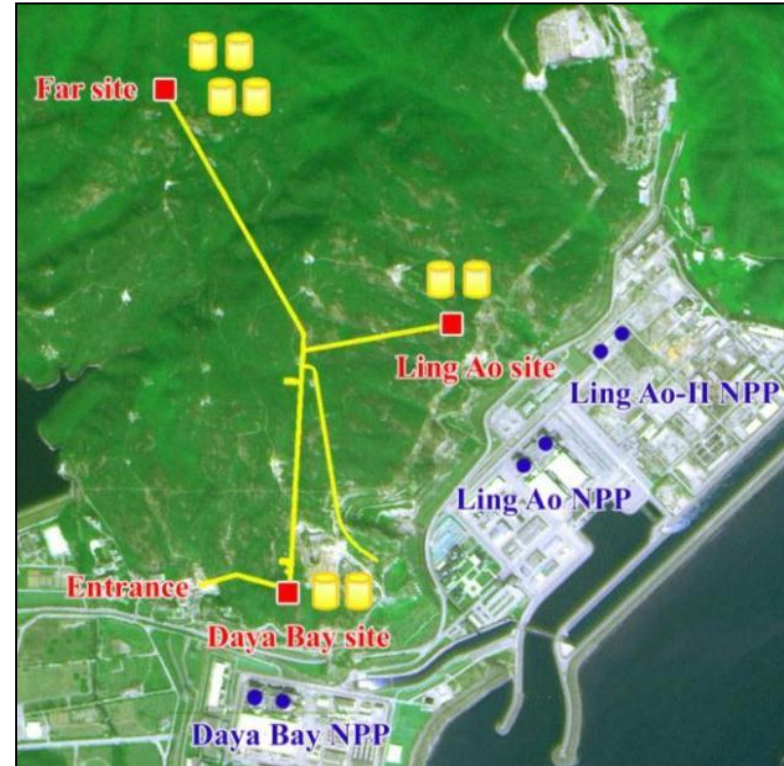 Far site
Ling Ao site
Ling Ao-II NPP
Ling Ao NPP
Entrance
Daya Bay site
Daya Bay NPP